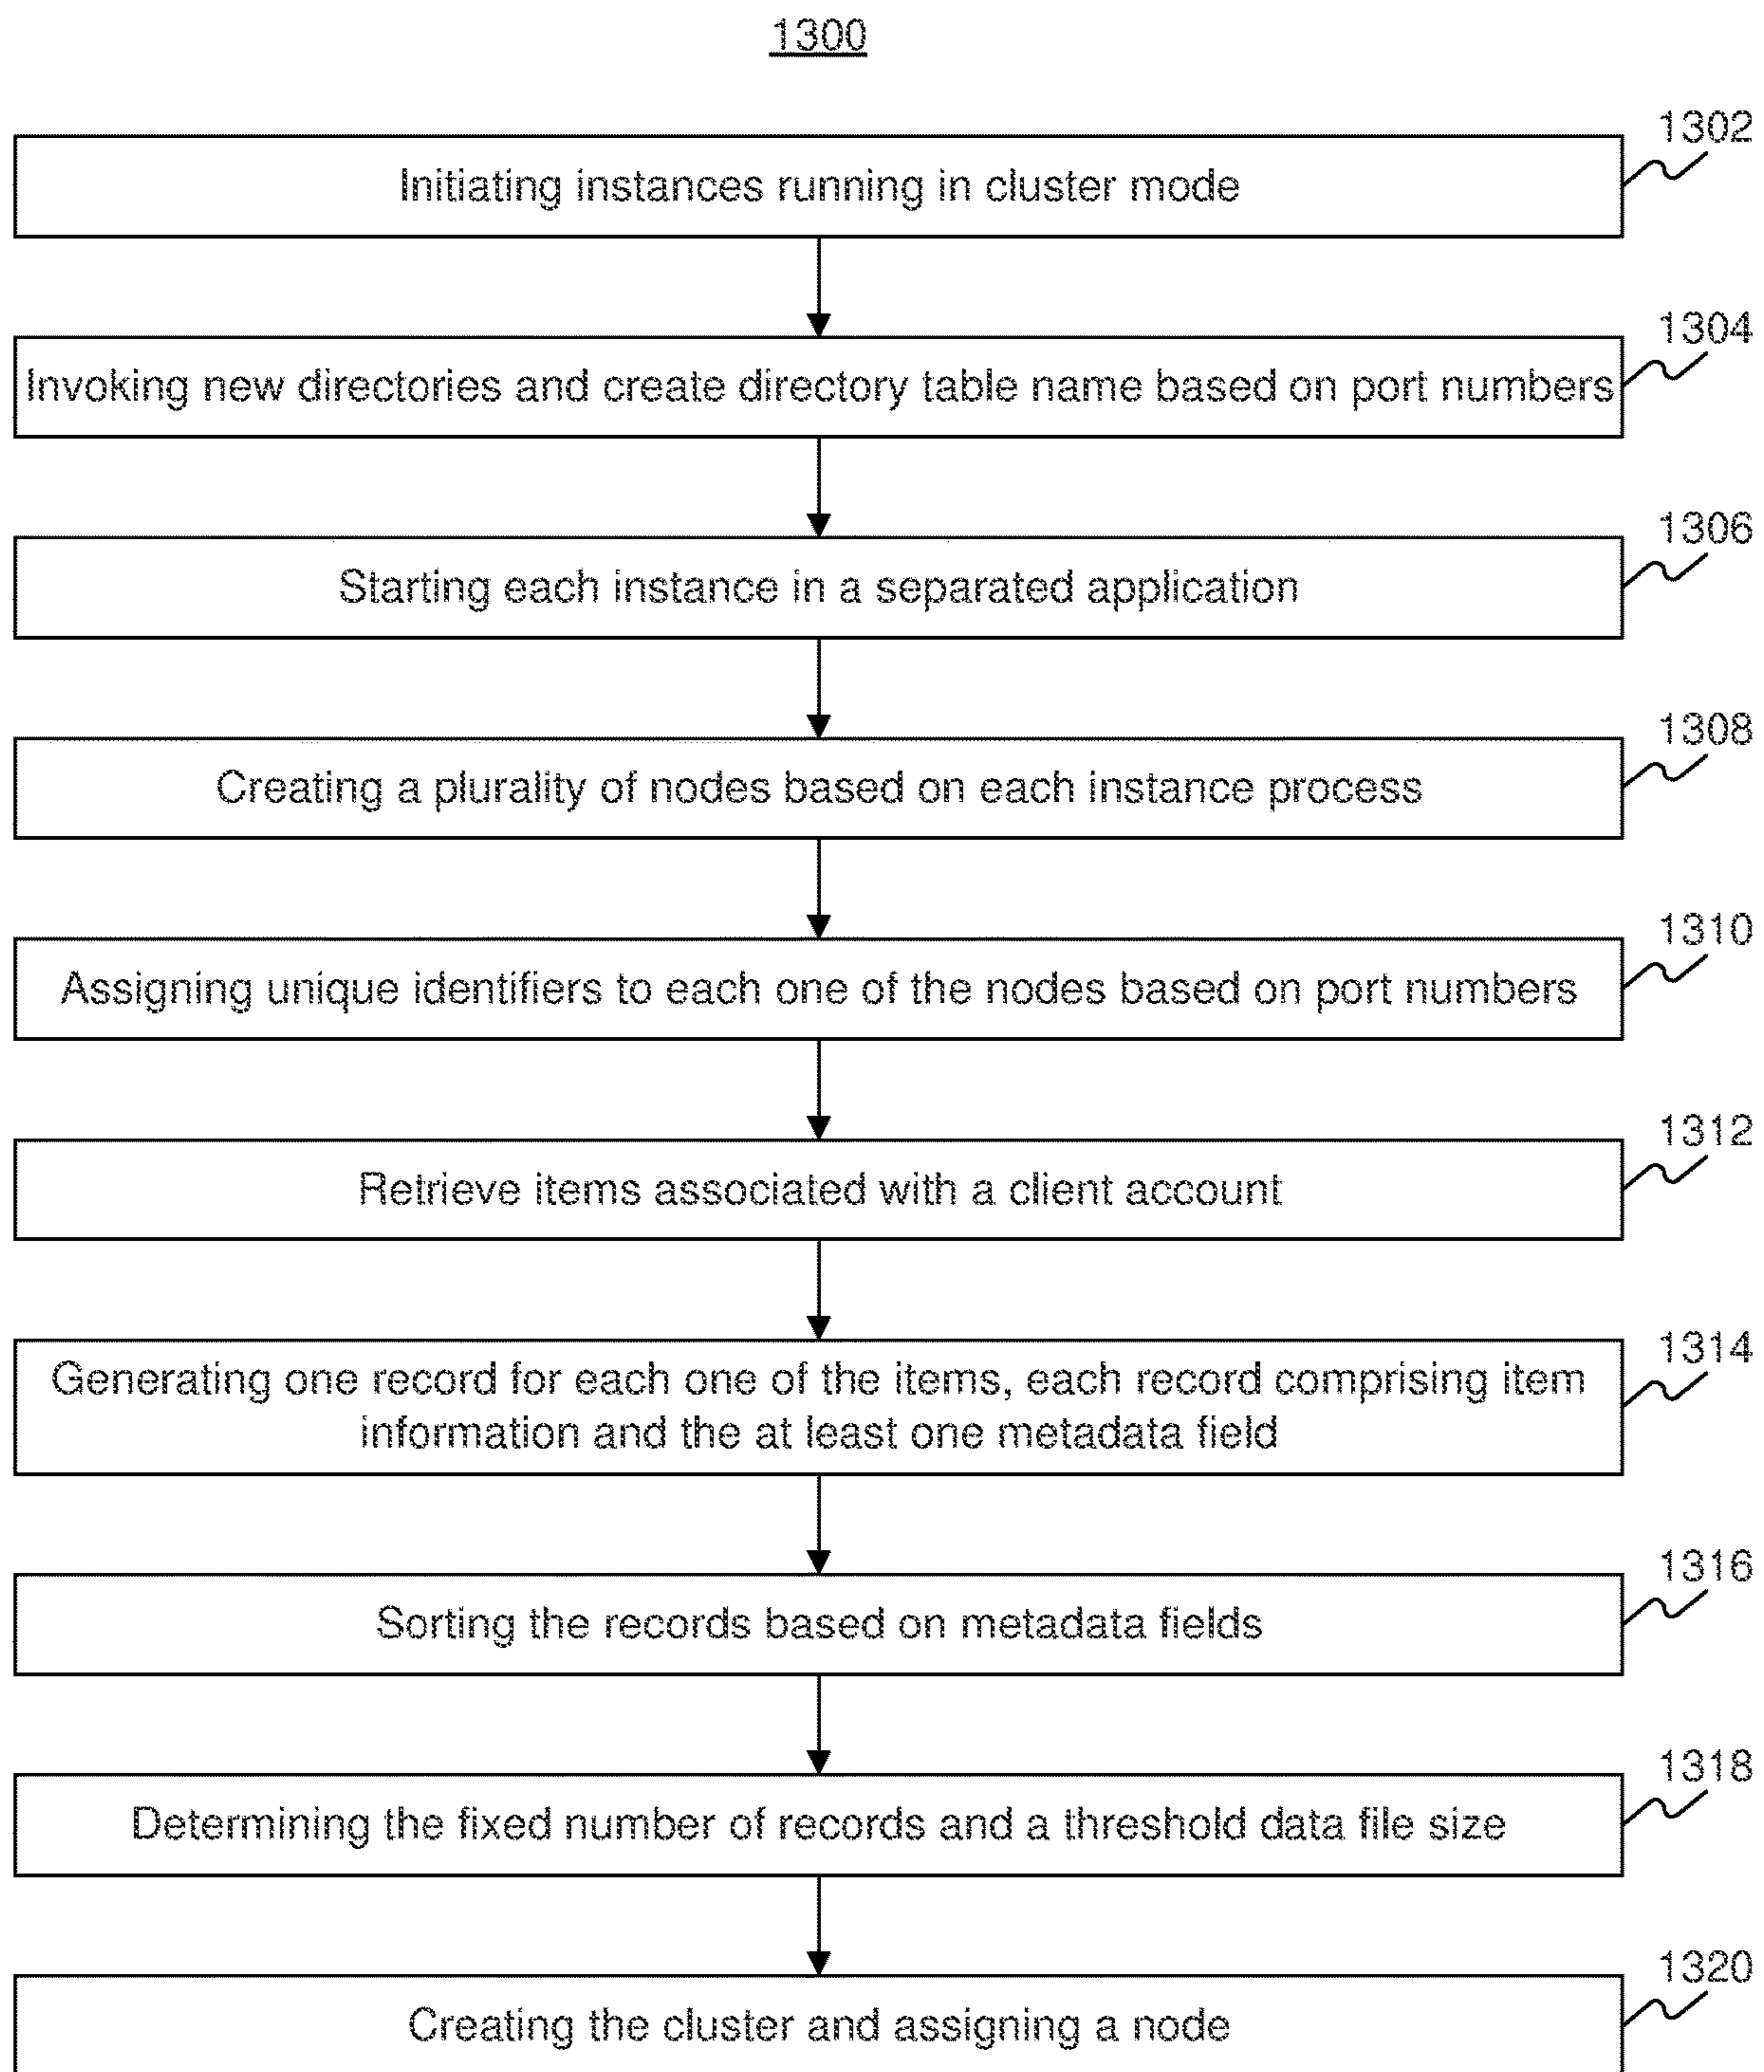 1300
1302
Initiating instances running in cluster mode
1304
Invoking new directories and create directory table name based on port numbers
1306
Starting each instance in a separated application
1308
Creating a plurality of nodes based on each instance process
1310
Assigning unique identifiers to each one of the nodes based on port numbers
1312
Retrieve items associated with a client account
1314
Generating one record for each one of the items, each record comprising item
information and the at least one metadata field
1316
Sorting the records based on metadata fields
1318
Determining the fixed number of records and a threshold data file size
1320
Creating the cluster and assigning a node